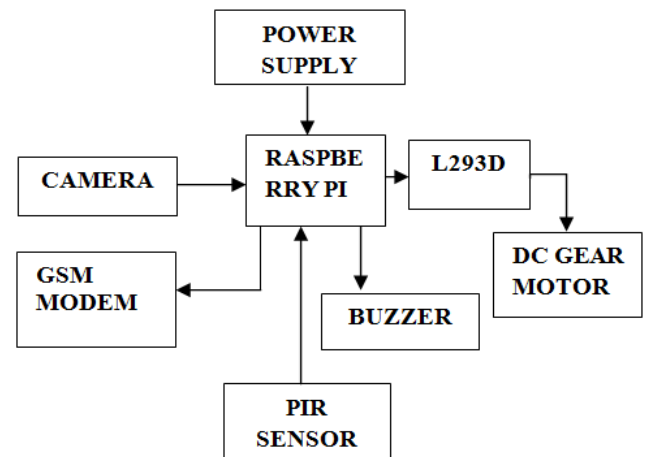 POWER
SUPPLY
RASPBE
RRY PI
L293D
CAMERA
DC GEAR
MOTOR
GSM
MODEM
BUZZER
PIR
SENSOR